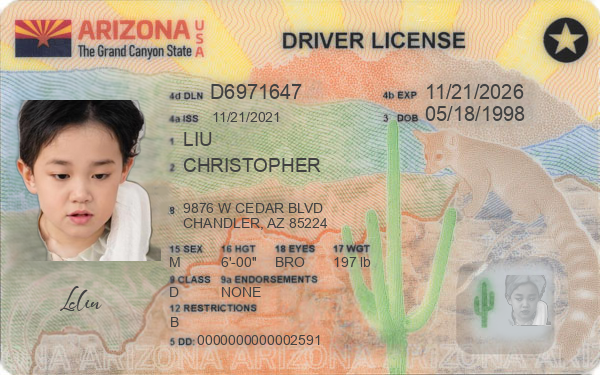 ARIZONA USA
The Grand Canyon State
DRIVER LICENSE
4d DLN D6971647 4b EXP 11/21/2026
4a ISS 11/21/2021 3 DOB 05/18/1998
1 LIU
2 CHRISTOPHER
8 9876 W CEDAR BLVD
CHANDLER, AZ 85224
15 SEX 16 HGT 18 EYES 17 WGT
M 6'-00" BRO 197 lb
9 CLASS 9a ENDORSEMENTS
D NONE
12 RESTRICTIONS
B
5 DD: 0000000000002591
ARIZONA ARIZONA ARIZONA ARIZONA